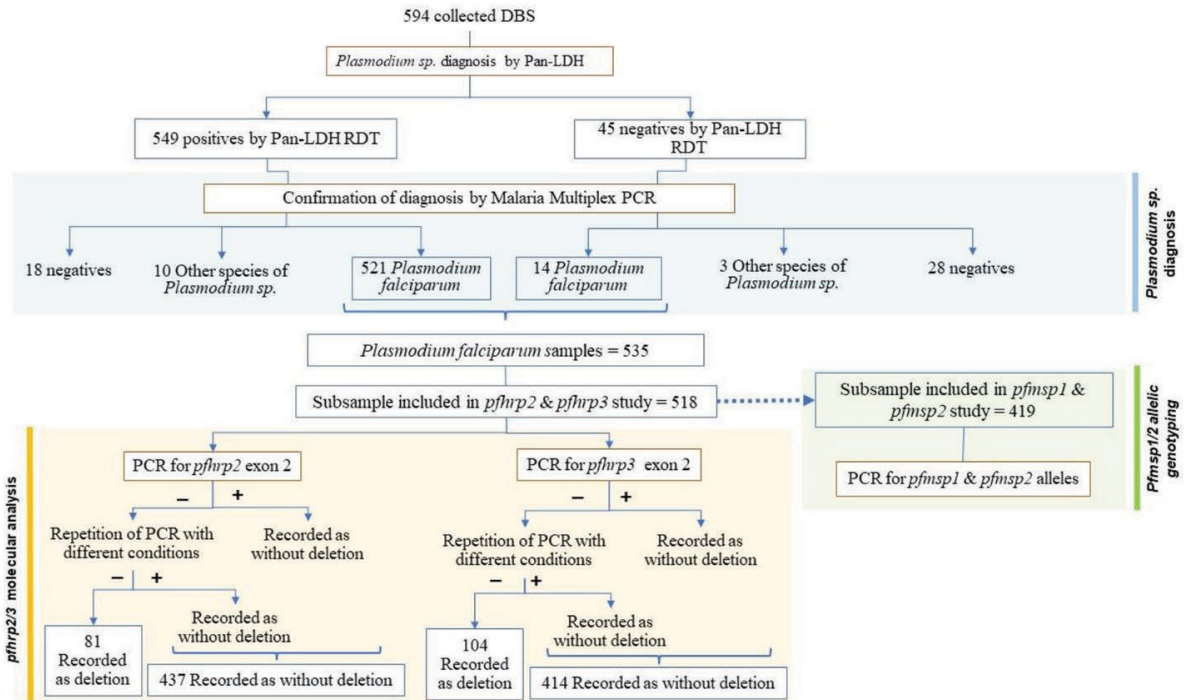 594 collected DBS
Plasmodium sp. diagnosis by Pan-LDH
549 positives by Pan-LDH RDT
45 negatives by Pan-LDH
RDT
Confirmation of diagnosis by Malaria Multiplex PCR
18 negatives
10 Other species of
Plasmodium sp.
521 Plasmodium
falciparum
14 Plasmodium
falciparum
3 Other species of
Plasmodium sp.
28 negatives
Plasmodium sp.
diagnosis
Plasmodium falciparum samples = 535
Subsample included in pfhrp2 & pfhrp3 study = 518
Subsample included in pfmsp1 &
pfmsp2 study = 419
PCR for pfmsp1 & pfmsp2 alleles
Pfmsp1/2 allelic
genotyping
pfhrp2/3 molecular analysis
PCR for pfhrp2 exon 2
– +
Repetition of PCR with
different conditions
Recorded as
without deletion
– +
81
Recorded
as deletion
Recorded as
without deletion
437 Recorded as without deletion
PCR for pfhrp3 exon 2
– +
Repetition of PCR with
different conditions
Recorded as
without deletion
– +
104
Recorded
as deletion
Recorded as
without deletion
414 Recorded as without deletion